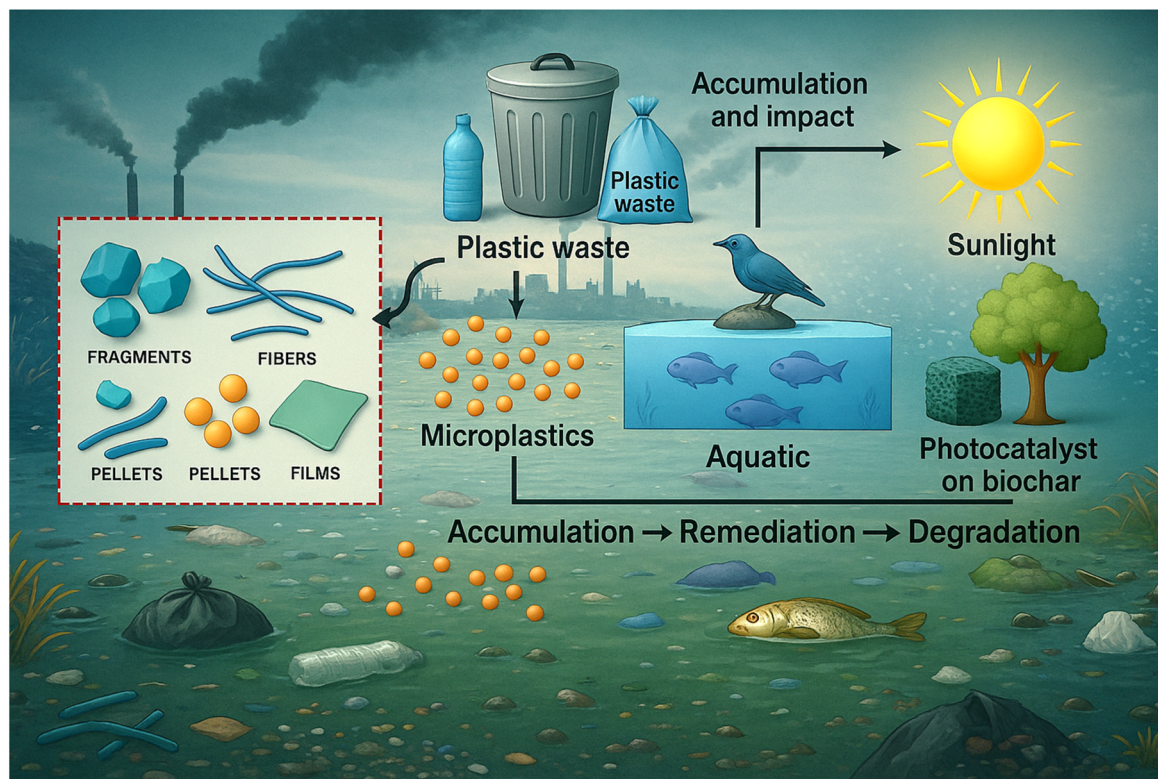 Accumulation
and impact
Plastic
waste
Plastic waste
Sunlight
FRAGMENTS
FIBERS
PELLETS
PELLETS
FILMS
Microplastics
Aquatic
Photocatalyst
on biochar
Accumulation → Remediation → Degradation